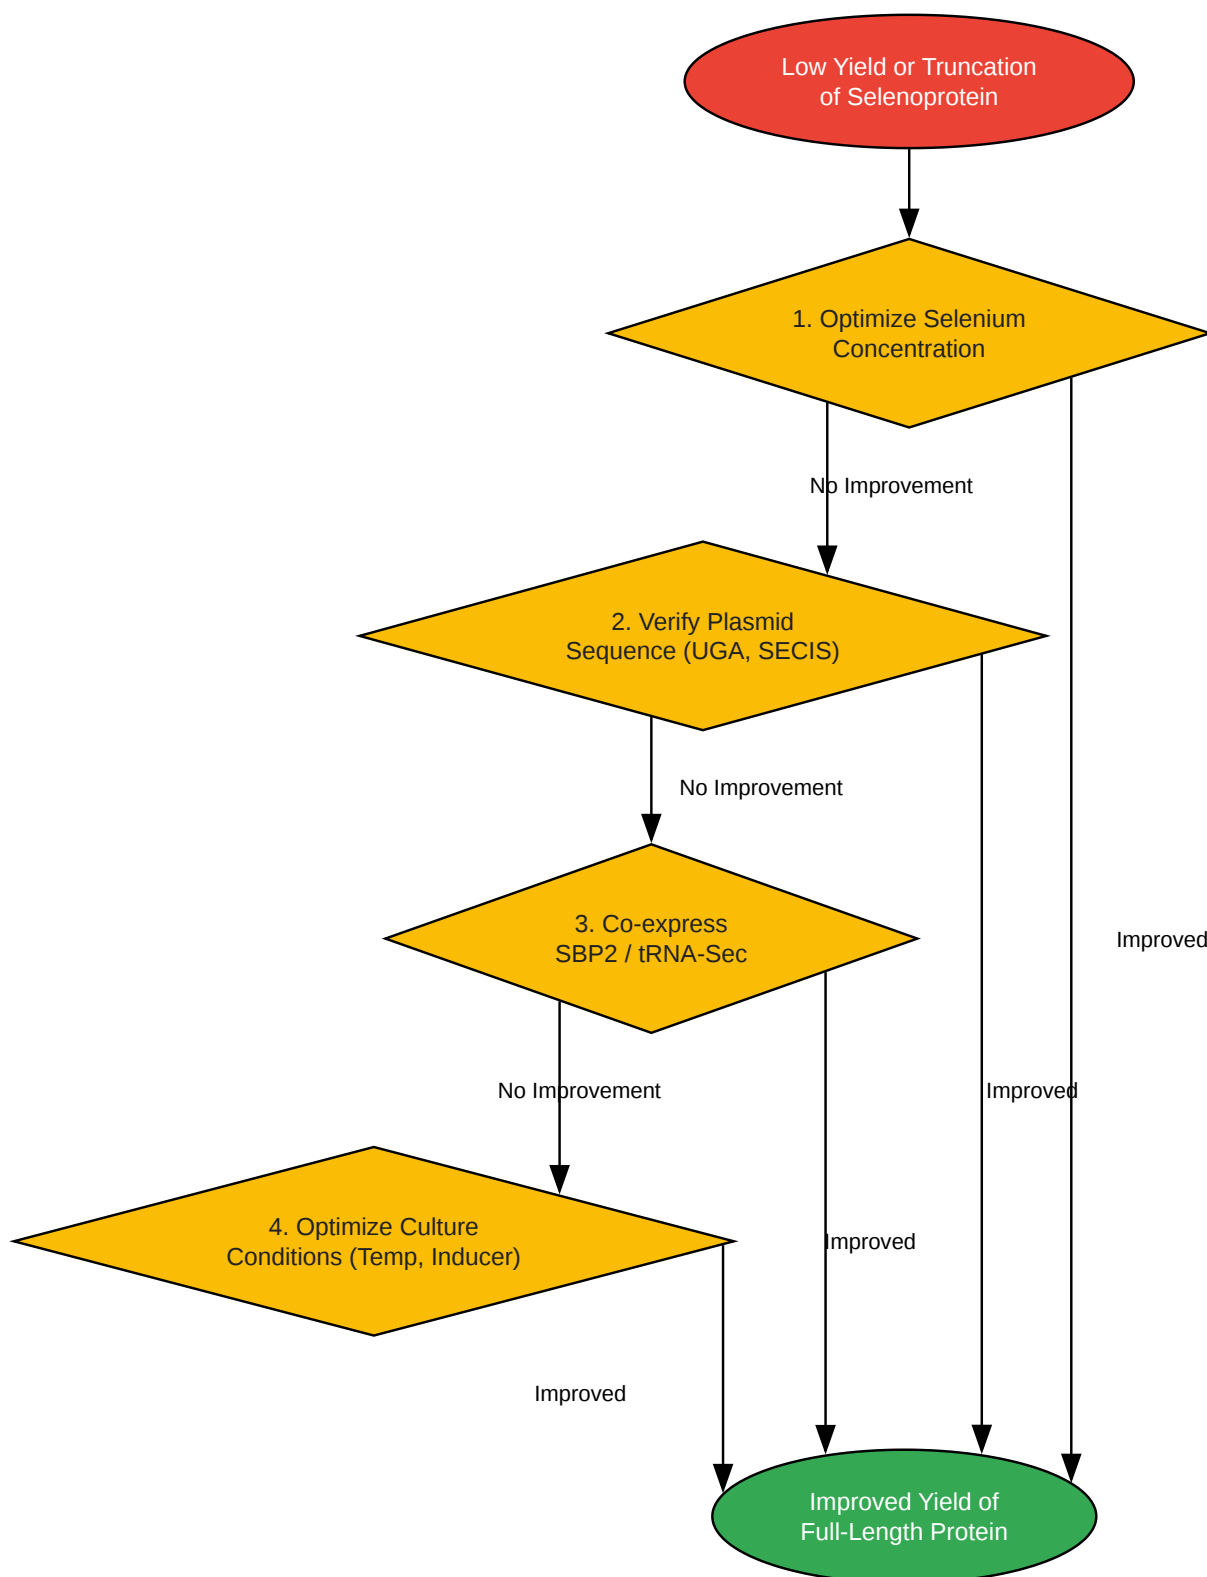 Low Yield or Truncation
of Selenoprotein
1. Optimize Selenium
Concentration
No Improvement
2. Verify Plasmid
Sequence (UGA, SECIS)
No Improvement
3. Co-express
SBP2 / tRNA-Sec
Improved
No Improvement
Improved
4. Optimize Culture
Conditions (Temp, Inducer)
Improved
Improved
Improved Yield of
Full-Length Protein